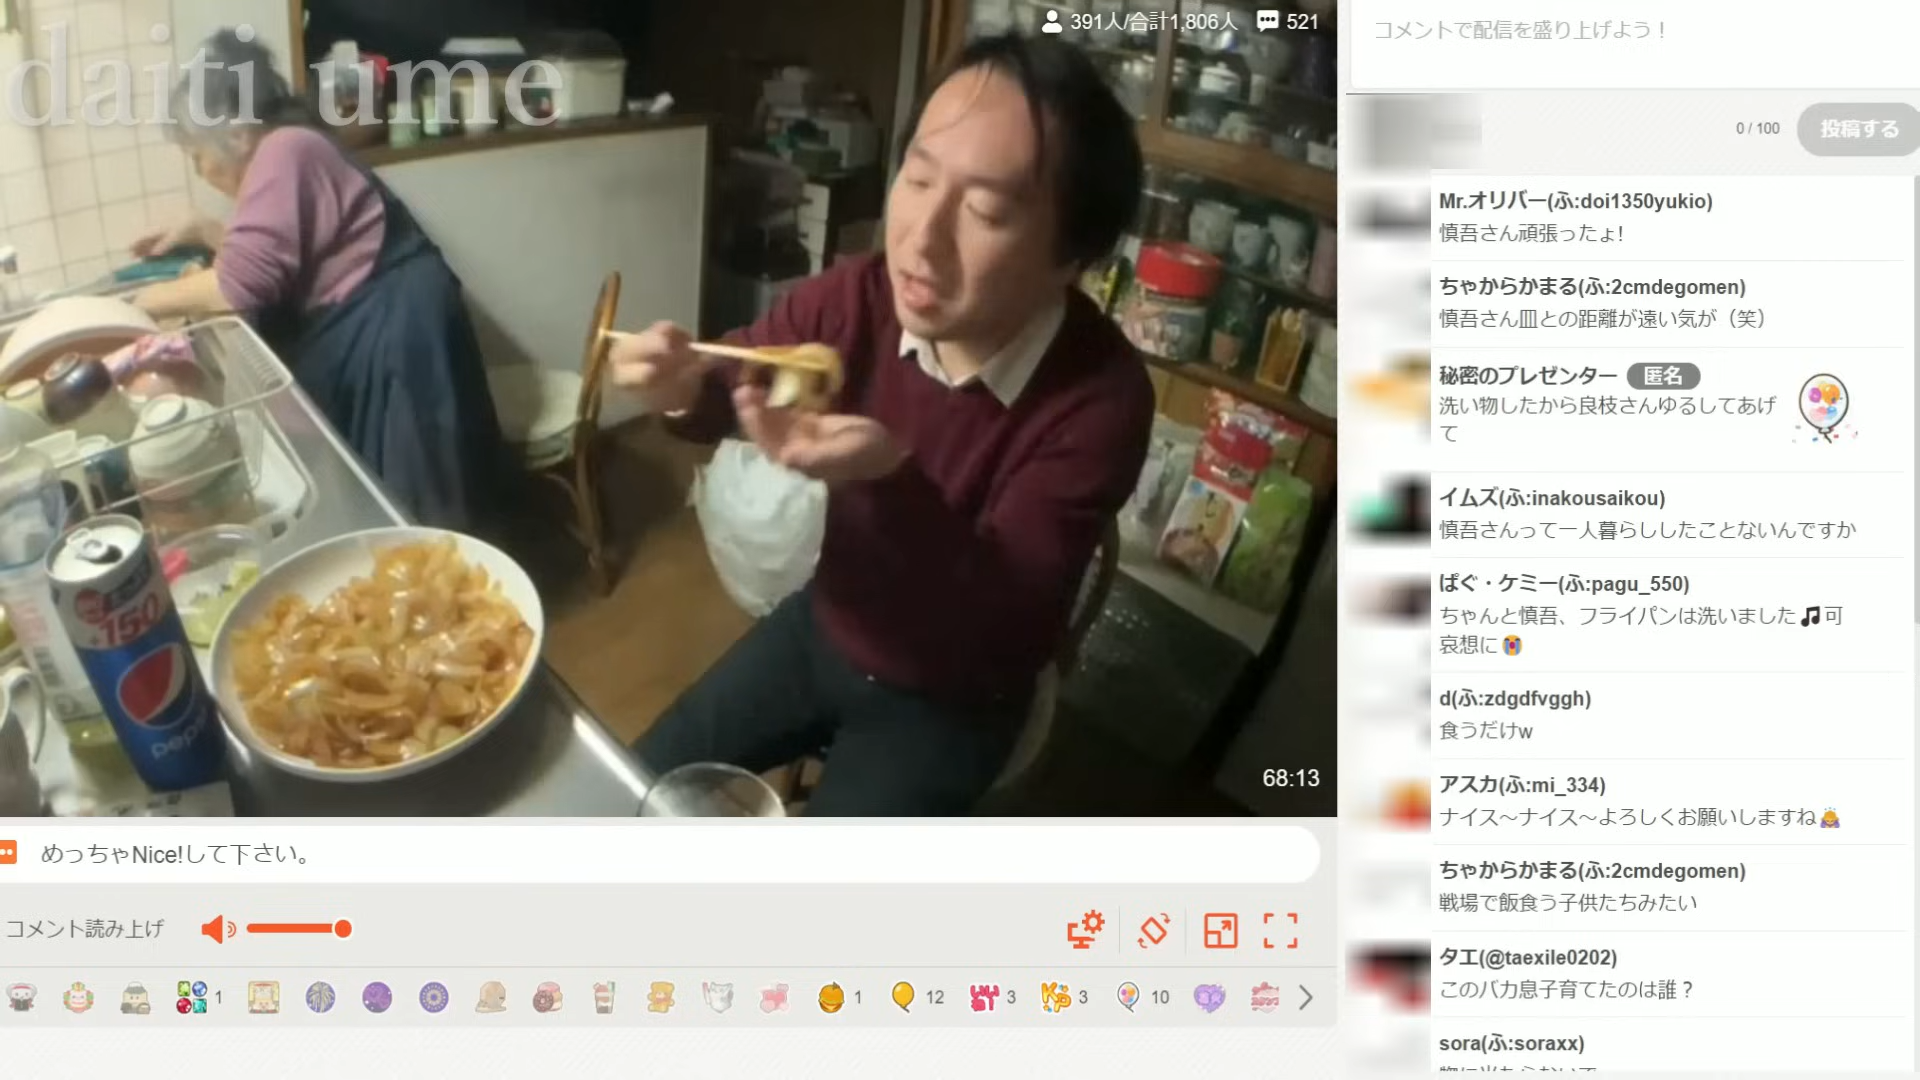 daiti ume
391人/合計1,806人 521
+150
pepsi
68:13
めっちゃNice!して下さい。
コメント読み上げ
1
1
12
3
3
10
コメントで配信を盛り上げよう！
0 / 100 投稿する
Mr.オリバー(ふ:doi1350yukio)
慎吾さん頑張ったょ!
ちゃからかまる(ふ:2cmdegomen)
慎吾さん皿との距離が遠い気が（笑）
秘密のプレゼンター 匿名
洗い物したから良枝さんゆるしてあげ
て
イムズ(ふ:inakousaikou)
慎吾さんって一人暮らししたことないんですか
ぱぐ・ケミー(ふ:pagu_550)
ちゃんと慎吾、フライパンは洗いました🎵可
哀想に😭
d(ふ:zdgdfvggh)
食うだけw
アスカ(ふ:mi_334)
ナイス〜ナイス〜よろしくお願いしますね🙇
ちゃからかまる(ふ:2cmdegomen)
戦場で飯食う子供たちみたい
タエ(@taexile0202)
このバカ息子育てたのは誰？
sora(ふ:soraxx)